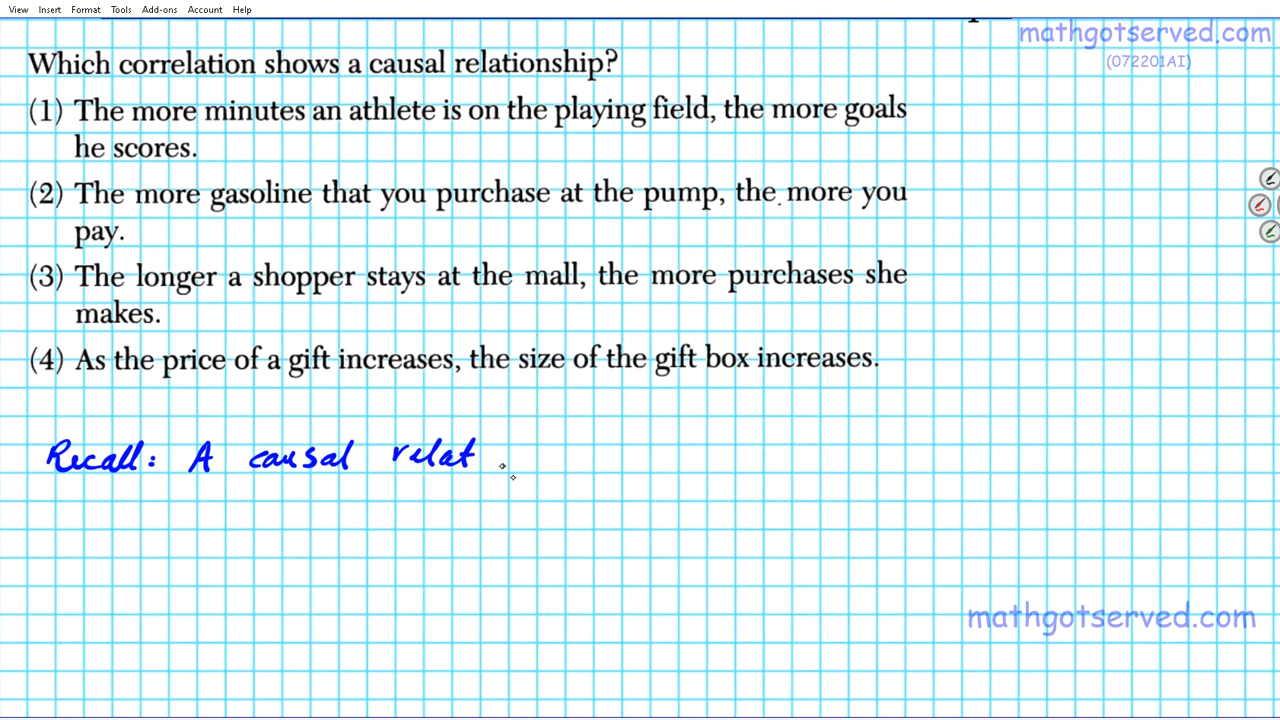 View Insert Format Tools Add-ons Account Help
mathgotserved.com
(072201AI)
Which correlation shows a causal relationship?
(1) The more minutes an athlete is on the playing field, the more goals
he scores.
(2) The more gasoline that you purchase at the pump, the more you
pay.
(3) The longer a shopper stays at the mall, the more purchases she
makes.
(4) As the price of a gift increases, the size of the gift box increases.
Recall: A causal relat
mathgotserved.com